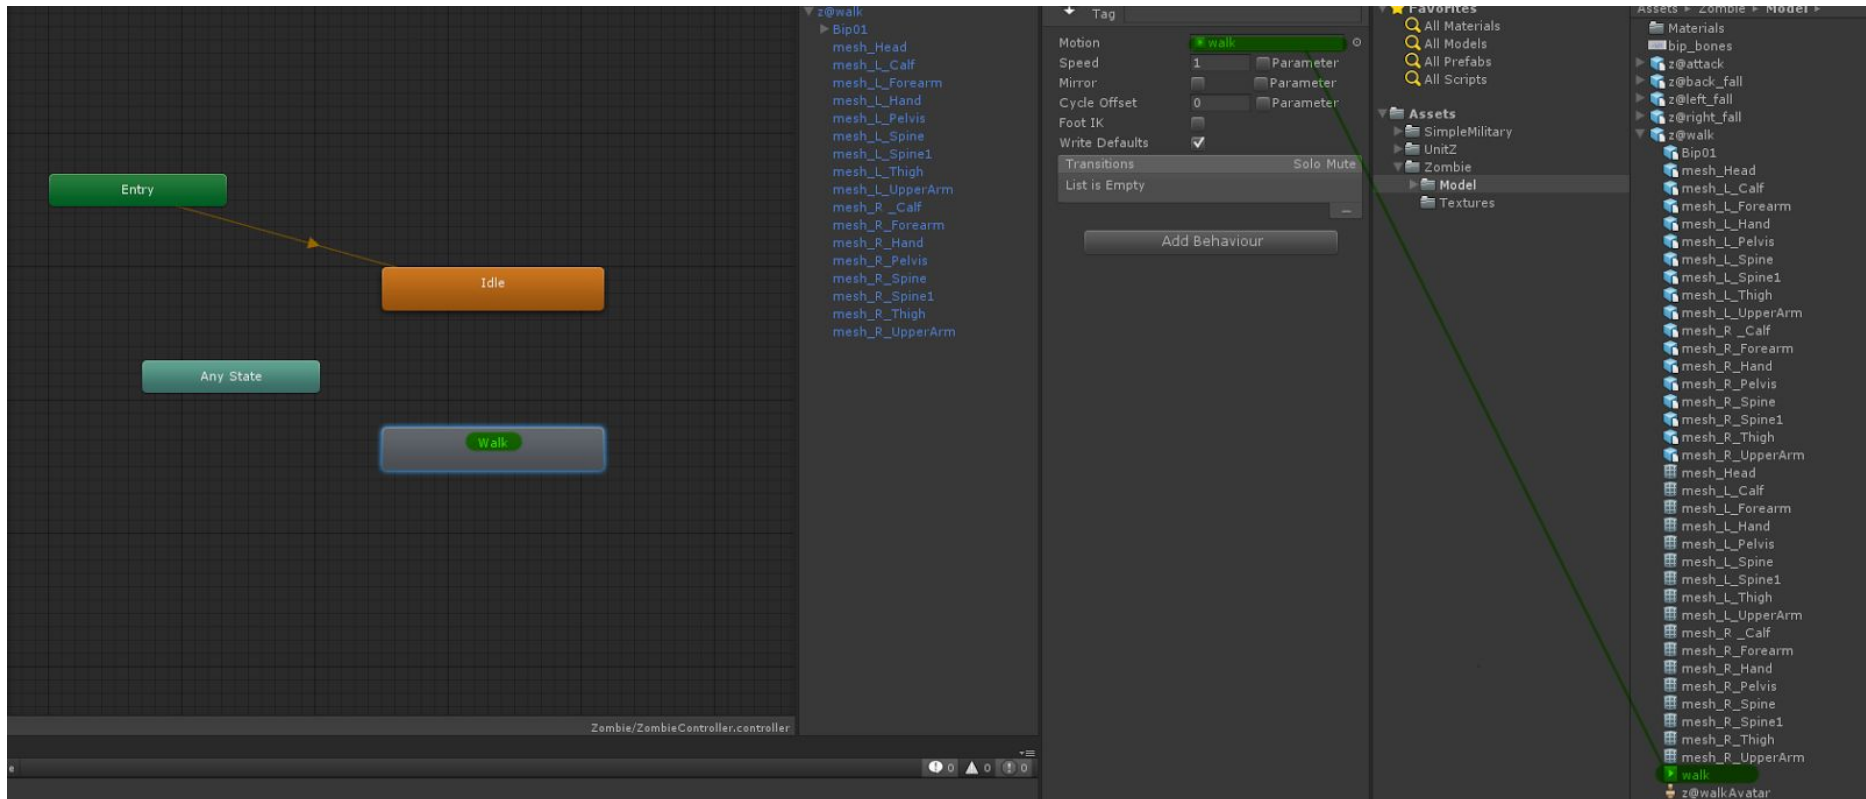 Entry
Idle
Any State
Walk
Zombie/ZombieController.controller
0
0
0
z@walk
Bip01
mesh_Head
mesh_L_Calf
mesh_L_Forearm
mesh_L_Hand
mesh_L_Pelvis
mesh_L_Spine
mesh_L_Spine1
mesh_L_Thigh
mesh_L_UpperArm
mesh_R _Calf
mesh_R_Forearm
mesh_R_Hand
mesh_R_Pelvis
mesh_R_Spine
mesh_R_Spine1
mesh_R_Thigh
mesh_R_UpperArm
Tag
Motion walk
Speed 1 Parameter
Mirror Parameter
Cycle Offset 0 Parameter
Foot IK
Write Defaults
Transitions Solo Mute
List is Empty
Add Behaviour
Favorites
All Materials
All Models
All Prefabs
All Scripts
Assets
SimpleMilitary
UnitZ
Zombie
Model
Textures
Assets Zombie Model
Materials
bip_bones
z@attack
z@back_fall
z@left_fall
z@right_fall
z@walk
Bip01
mesh_Head
mesh_L_Calf
mesh_L_Forearm
mesh_L_Hand
mesh_L_Pelvis
mesh_L_Spine
mesh_L_Spine1
mesh_L_Thigh
mesh_L_UpperArm
mesh_R _Calf
mesh_R_Forearm
mesh_R_Hand
mesh_R_Pelvis
mesh_R_Spine
mesh_R_Spine1
mesh_R_Thigh
mesh_R_UpperArm
mesh_Head
mesh_L_Calf
mesh_L_Forearm
mesh_L_Hand
mesh_L_Pelvis
mesh_L_Spine
mesh_L_Spine1
mesh_L_Thigh
mesh_L_UpperArm
mesh_R _Calf
mesh_R_Forearm
mesh_R_Hand
mesh_R_Pelvis
mesh_R_Spine
mesh_R_Spine1
mesh_R_Thigh
mesh_R_UpperArm
walk
z@walkAvatar